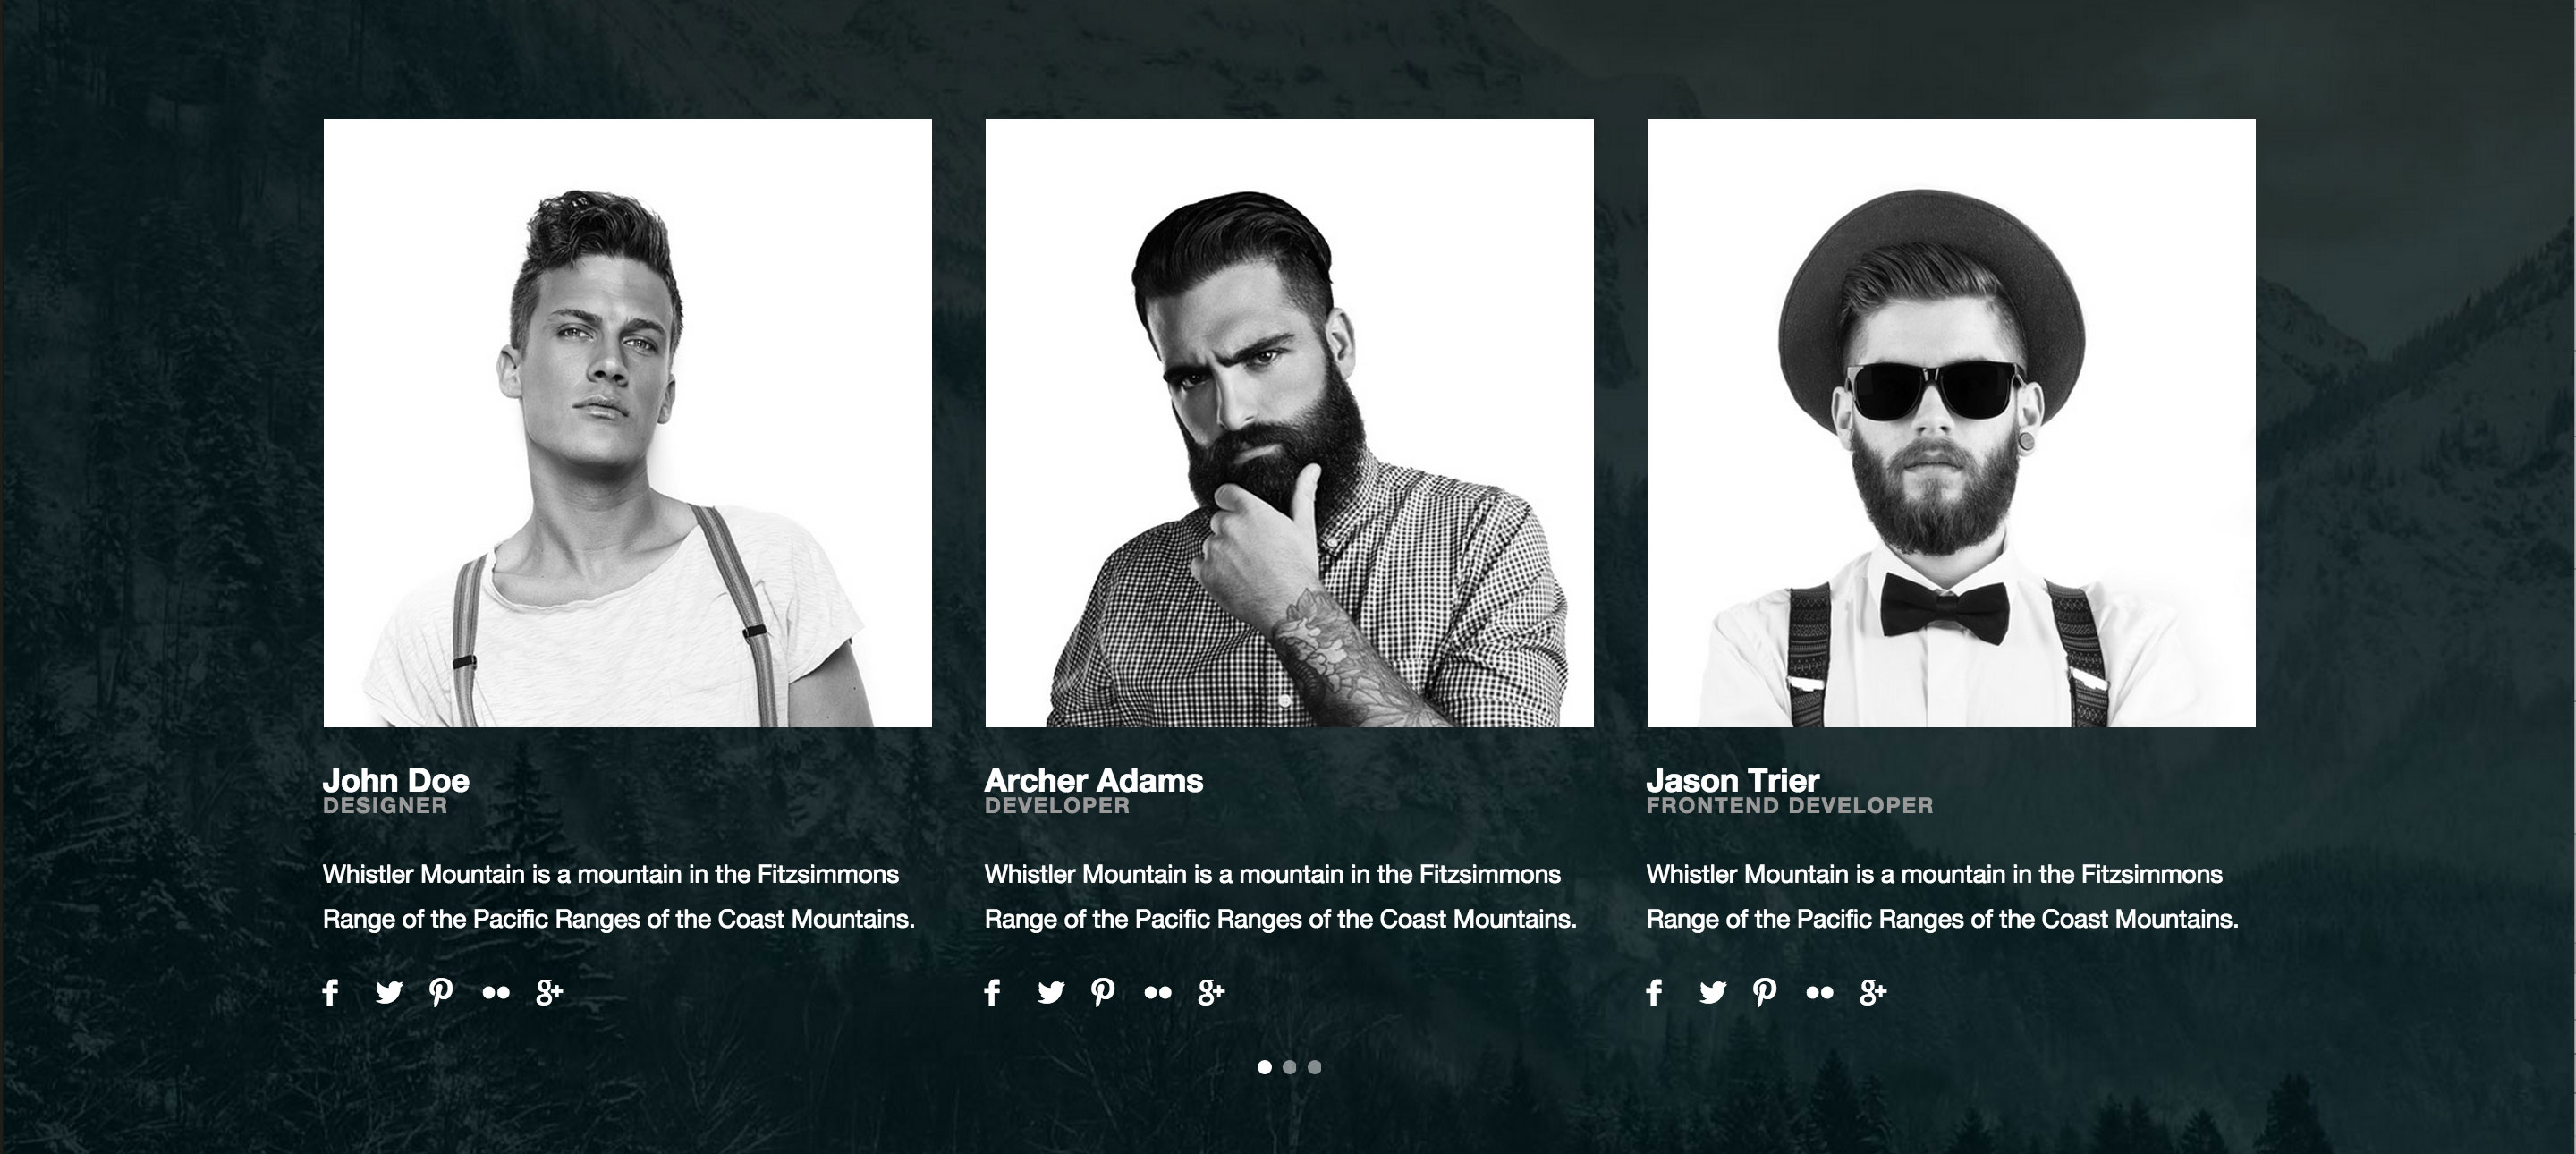 John Doe
DESIGNER
Whistler Mountain is a mountain in the Fitzsimmons
Range of the Pacific Ranges of the Coast Mountains.
Archer Adams
DEVELOPER
Whistler Mountain is a mountain in the Fitzsimmons
Range of the Pacific Ranges of the Coast Mountains.
Jason Trier
FRONTEND DEVELOPER
Whistler Mountain is a mountain in the Fitzsimmons
Range of the Pacific Ranges of the Coast Mountains.